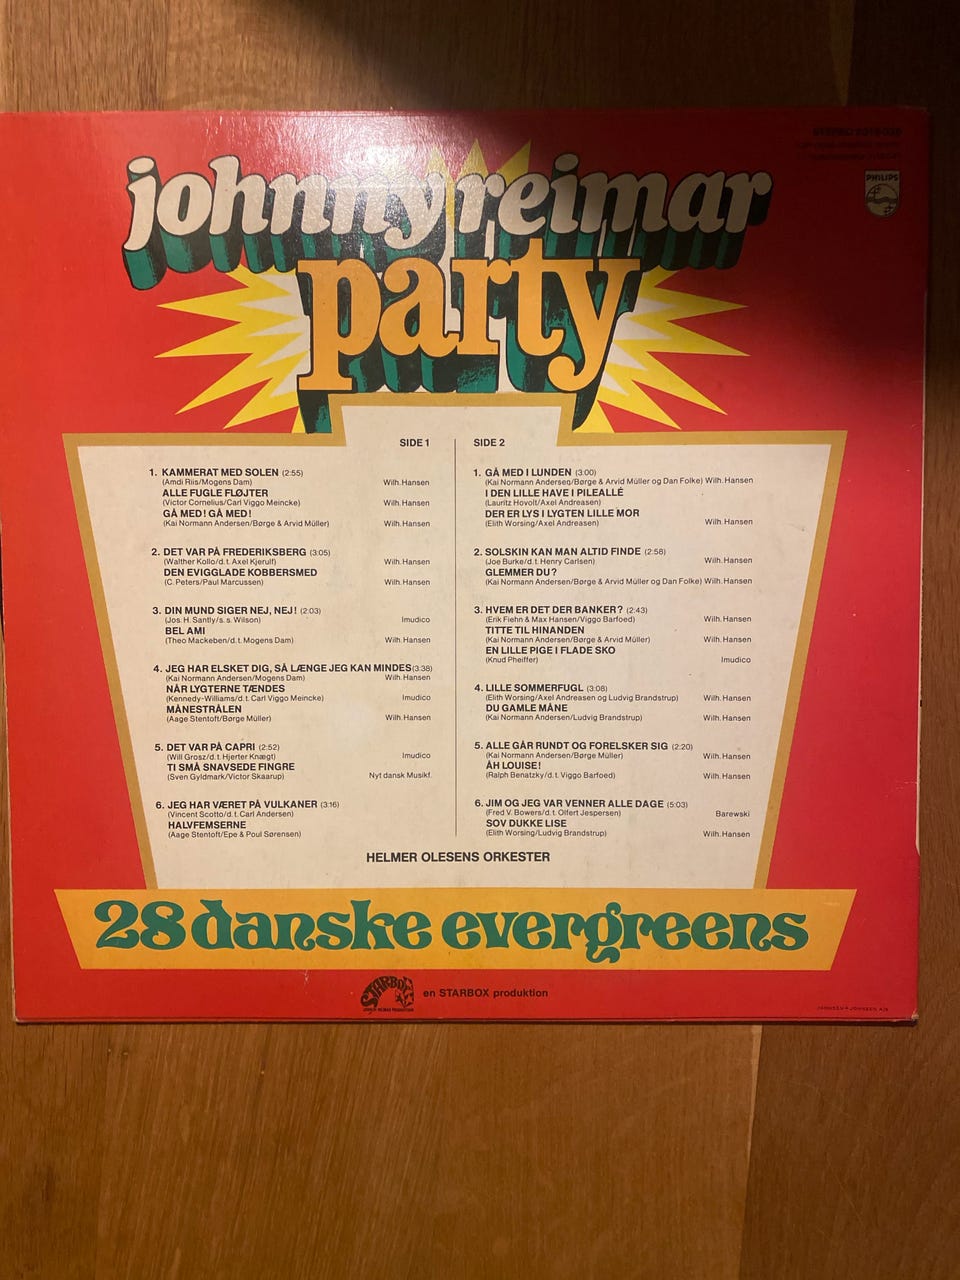 johnny reimar
party
PHILIPS
SIDE 1
1. KAMMERAT MED SOLEN (2:55)
(Amdi Riis/Mogens Dam) Wilh. Hansen
ALLE FUGLE FLØJTER
(Victor Cornelius/Carl Viggo Meincke) Wilh. Hansen
GÅ MED! GÅ MED!
(Kai Normann Andersen/Børge & Arvid Müller) Wilh. Hansen
2. DET VAR PÅ FREDERIKSBERG (3:05)
(Walther Kollo/d.t. Axel Kjerulf) Wilh. Hansen
DEN EVIGGLADE KOBBERSMED
(C. Peters/Paul Marcussen) Wilh. Hansen
3. DIN MUND SIGER NEJ, NEJ! (2:03)
(Jos. H. Santly/s.s. Wilson) Imudico
BEL AMI
(Theo Mackeben/d.t. Mogens Dam) Wilh. Hansen
4. JEG HAR ELSKET DIG, SÅ LÆNGE JEG KAN MINDES (3:38)
(Kai Normann Andersen/Mogens Dam) Wilh. Hansen
NÅR LYGTERNE TÆNDES
(Kennedy-Williams/d.t. Carl Viggo Meincke) Imudico
MÅNESTRÅLEN
(Aage Stentoft/Børge Müller) Wilh. Hansen
5. DET VAR PÅ CAPRI (2:52)
(Will Grosz/d.t. Hjerter Knægt) Imudico
TI SMÅ SNAVSEDE FINGRE
(Sven Gyldmark/Victor Skaarup) Nyt dansk Musikf.
6. JEG HAR VÆRET PÅ VULKANER (3:16)
(Vincent Scotto/d.t. Carl Andersen)
HALVFEMSERNE
(Aage Stentoft/Epe & Poul Sørensen)
SIDE 2
1. GÅ MED I LUNDEN (3:00)
(Kai Normann Andersen/Børge & Arvid Müller og Dan Folke) Wilh. Hansen
I DEN LILLE HAVE I PILEALLÉ
(Lauritz Hovolt/Axel Andreasen)
DER ER LYS I LYGTEN LILLE MOR
(Elith Worsing/Axel Andreasen) Wilh. Hansen
2. SOLSKIN KAN MAN ALTID FINDE (2:58)
(Joe Burke/d.t. Henry Carlsen) Wilh. Hansen
GLEMMER DU?
(Kai Normann Andersen/Børge & Arvid Müller og Dan Folke) Wilh. Hansen
3. HVEM ER DET DER BANKER? (2:43)
(Erik Fiehn & Max Hansen/Viggo Barfoed) Wilh. Hansen
TITTE TIL HINANDEN
(Kai Normann Andersen/Børge & Arvid Müller) Wilh. Hansen
EN LILLE PIGE I FLADE SKO
(Knud Pheiffer) Imudico
4. LILLE SOMMERFUGL (3:08)
(Elith Worsing/Axel Andreasen og Ludvig Brandstrup) Wilh. Hansen
DU GAMLE MÅNE
(Kai Normann Andersen/Ludvig Brandstrup) Wilh. Hansen
5. ALLE GÅR RUNDT OG FORELSKER SIG (2:20)
(Kai Normann Andersen/Børge Müller) Wilh. Hansen
ÅH LOUISE!
(Ralph Benatzky/d.t. Viggo Barfoed) Wilh. Hansen
6. JIM OG JEG VAR VENNER ALLE DAGE (5:03)
(Fred V. Bowers/d.t. Olfert Jespersen) Barewski
SOV DUKKE LISE
(Elith Worsing/Ludvig Brandstrup) Wilh. Hansen
HELMER OLESENS ORKESTER
28 danske evergreens
STARBOX
en STARBOX produktion